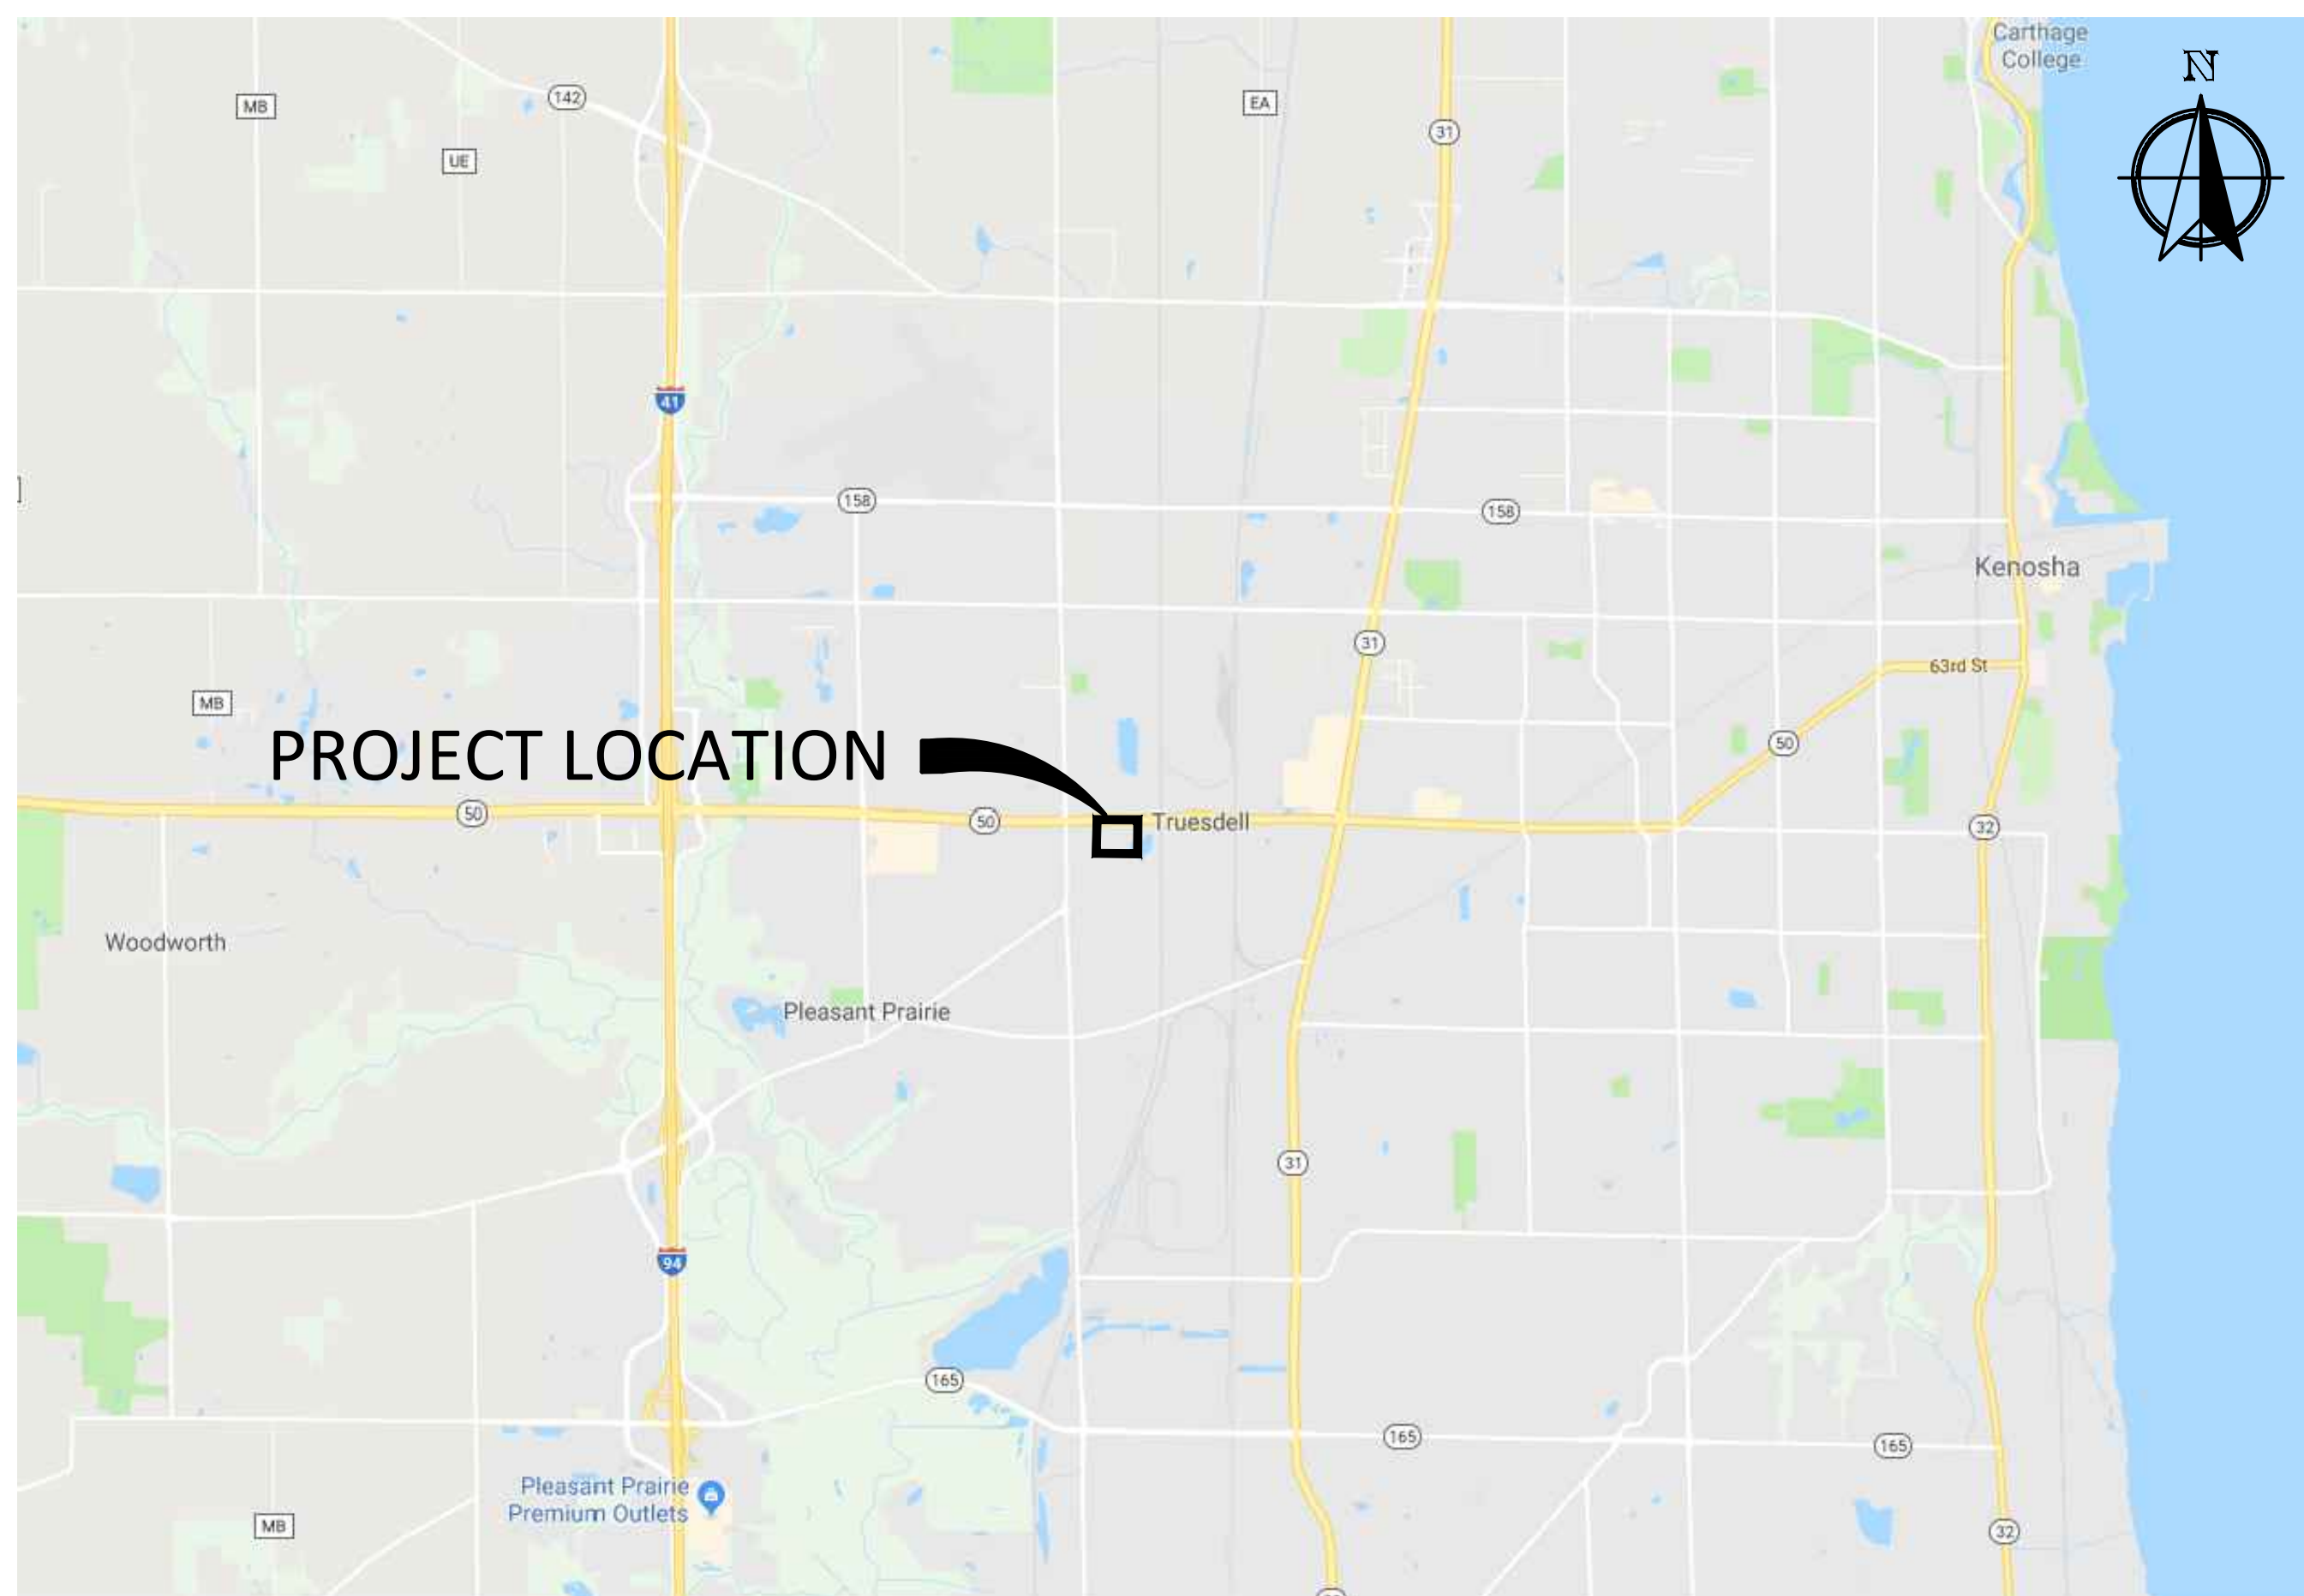 Carthage
College
N
142
EA
MB
31
UE
41
158
158
Kenosha
31
63rd St
MB
PROJECT LOCATION
50
50
50
Truesdell
32
Woodworth
Pleasant Prairie
31
94
165
165
165
Pleasant Prairie
Premium Outlets
MB
32